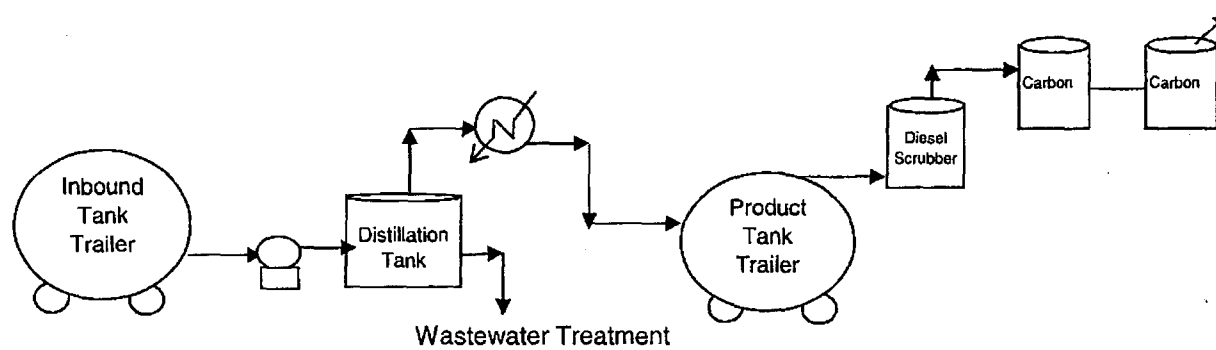 Inbound
Tank
Trailer
Distillation
Tank
Wastewater Treatment
Product
Tank
Trailer
Diesel
Scrubber
Carbon
Carbon